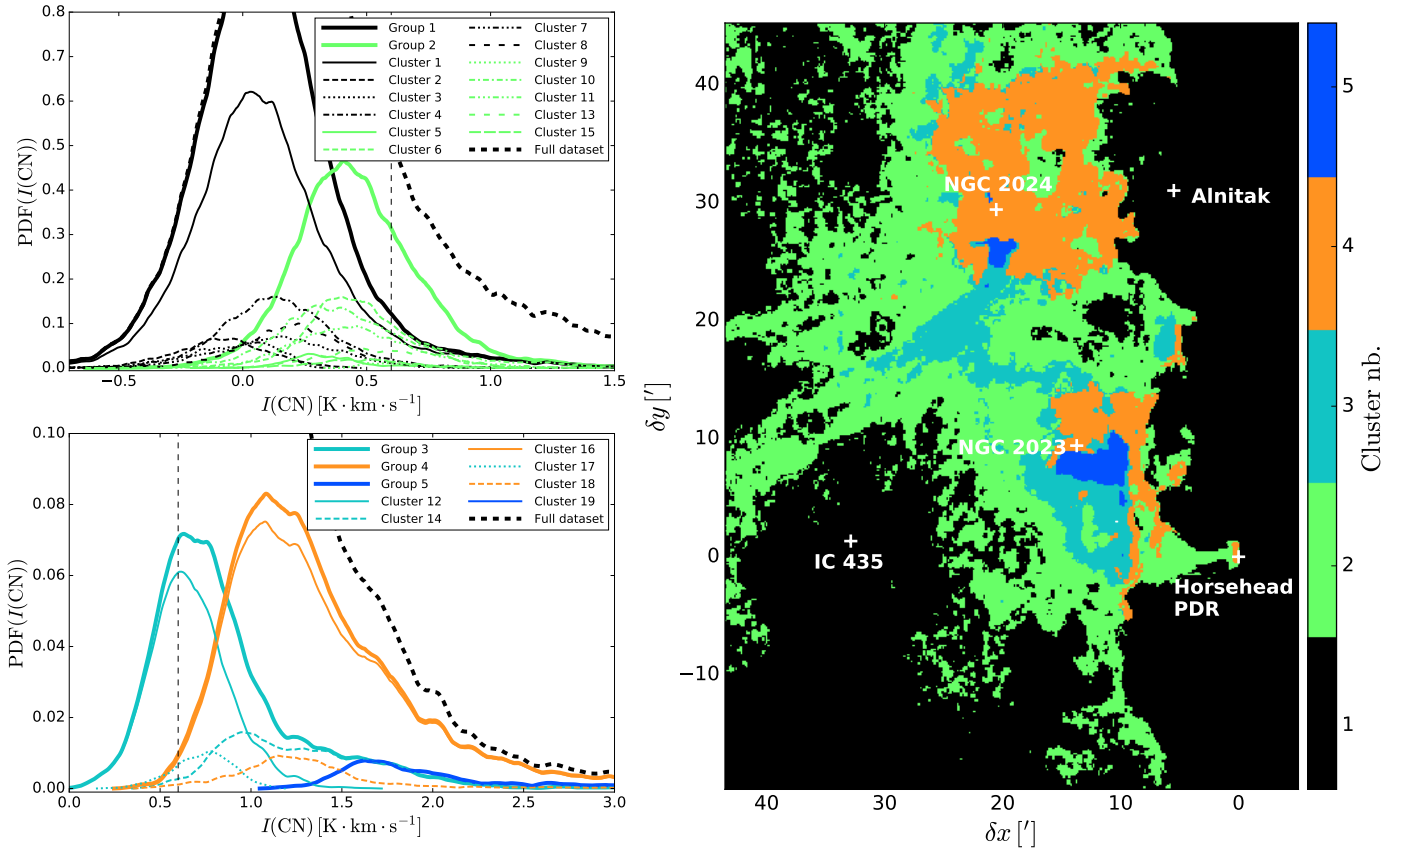 0.8
0.7
0.6
0.5
0.4
0.3
0.2
0.1
0.0
PDF(I(CN))
−0.5 0.0 0.5 1.0 1.5
I(CN) [K · km · s⁻¹]
Group 1
Group 2
Cluster 1
Cluster 2
Cluster 3
Cluster 4
Cluster 5
Cluster 6
Cluster 7
Cluster 8
Cluster 9
Cluster 10
Cluster 11
Cluster 13
Cluster 15
Full dataset
0.10
0.08
0.06
0.04
0.02
0.00
PDF(I(CN))
0.0 0.5 1.0 1.5 2.0 2.5 3.0
I(CN) [K · km · s⁻¹]
Group 3
Group 4
Group 5
Cluster 12
Cluster 14
Cluster 16
Cluster 17
Cluster 18
Cluster 19
Full dataset
40
30
20
10
0
−10
δy [′]
40 30 20 10 0
δx [′]
NGC 2024
Alnitak
NGC 2023
IC 435
Horsehead
PDR
5
4
3
2
1
Cluster nb.